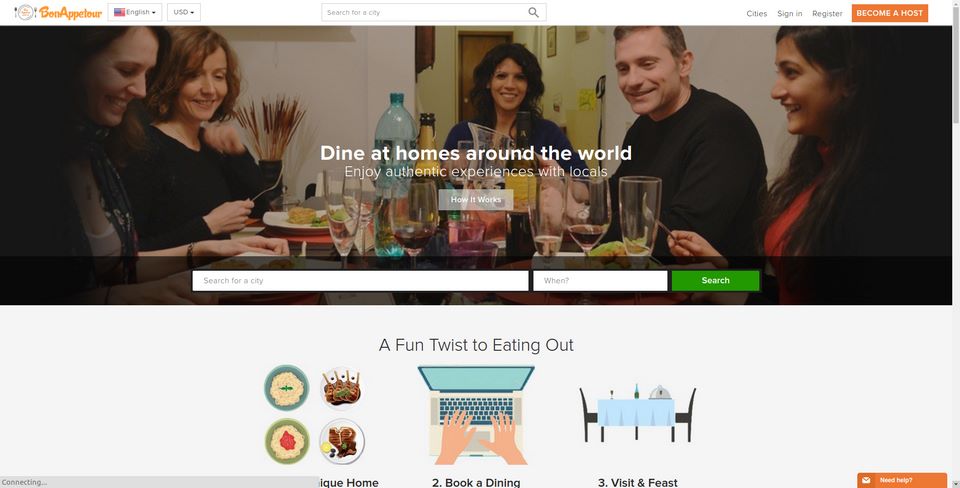 BonAppetour
English
USD
Search for a city
Cities
Sign in
Register
BECOME A HOST
Dine at homes around the world
Enjoy authentic experiences with locals
How It Works
Search for a city
When?
Search
A Fun Twist to Eating Out
ique Home
2. Book a Dining
3. Visit & Feast
Connecting...
Need help?